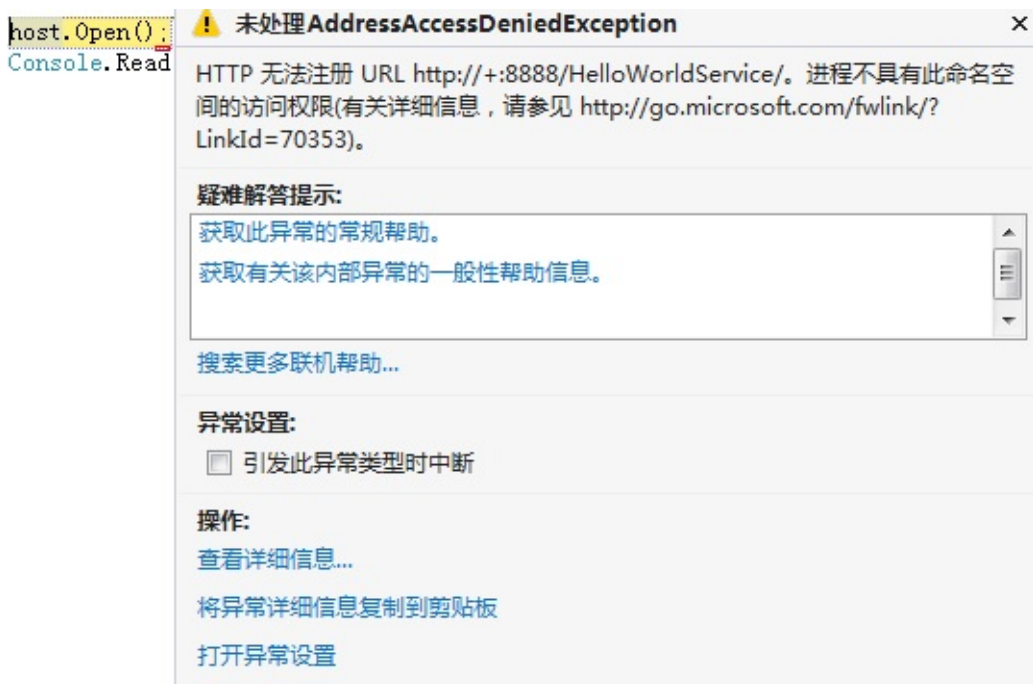 host.Open();
Console.Read
未处理AddressAccessDeniedException
HTTP 无法注册 URL http://+:8888/HelloWorldService/。进程不具有此命名空
间的访问权限(有关详细信息，请参见 http://go.microsoft.com/fwlink/?
LinkId=70353)。
疑难解答提示:
获取此异常的常规帮助。
获取有关该内部异常的一般性帮助信息。
搜索更多联机帮助...
异常设置:
引发此异常类型时中断
操作:
查看详细信息...
将异常详细信息复制到剪贴板
打开异常设置